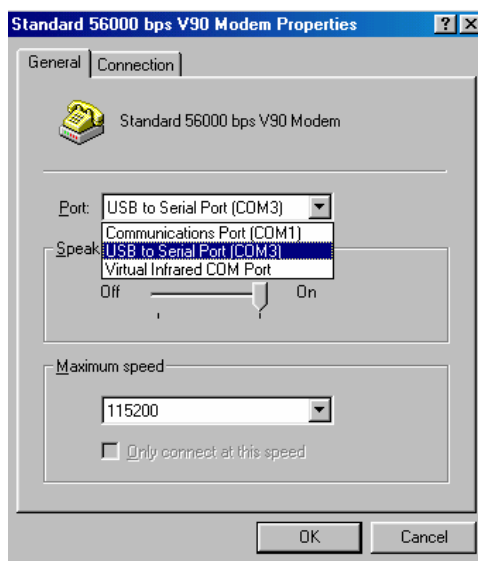 Standard 56000 bps V90 Modem Properties
General Connection
Standard 56000 bps V90 Modem
Port: USB to Serial Port (COM3)
Communications Port (COM1)
USB to Serial Port (COM3)
Virtual Infrared COM Port
Speak
Off On
Maximum speed
115200
Only connect at this speed
OK Cancel